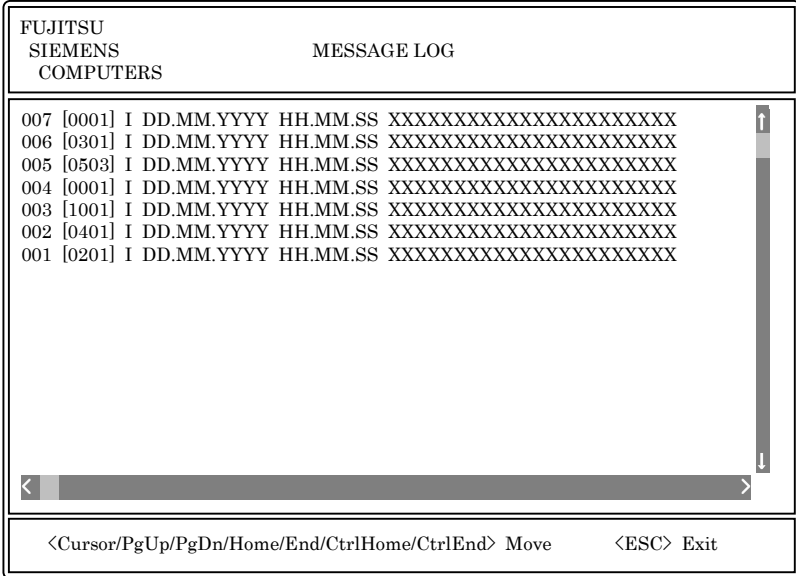 FUJITSU
SIEMENS MESSAGE LOG
COMPUTERS
007 [0001] I DD.MM.YYYY HH.MM.SS XXXXXXXXXXXXXXXXXXXXXX
006 [0301] I DD.MM.YYYY HH.MM.SS XXXXXXXXXXXXXXXXXXXXXX
005 [0503] I DD.MM.YYYY HH.MM.SS XXXXXXXXXXXXXXXXXXXXXX
004 [0001] I DD.MM.YYYY HH.MM.SS XXXXXXXXXXXXXXXXXXXXXX
003 [1001] I DD.MM.YYYY HH.MM.SS XXXXXXXXXXXXXXXXXXXXXX
002 [0401] I DD.MM.YYYY HH.MM.SS XXXXXXXXXXXXXXXXXXXXXX
001 [0201] I DD.MM.YYYY HH.MM.SS XXXXXXXXXXXXXXXXXXXXXX
<Cursor/PgUp/PgDn/Home/End/CtrlHome/CtrlEnd> Move <ESC> Exit